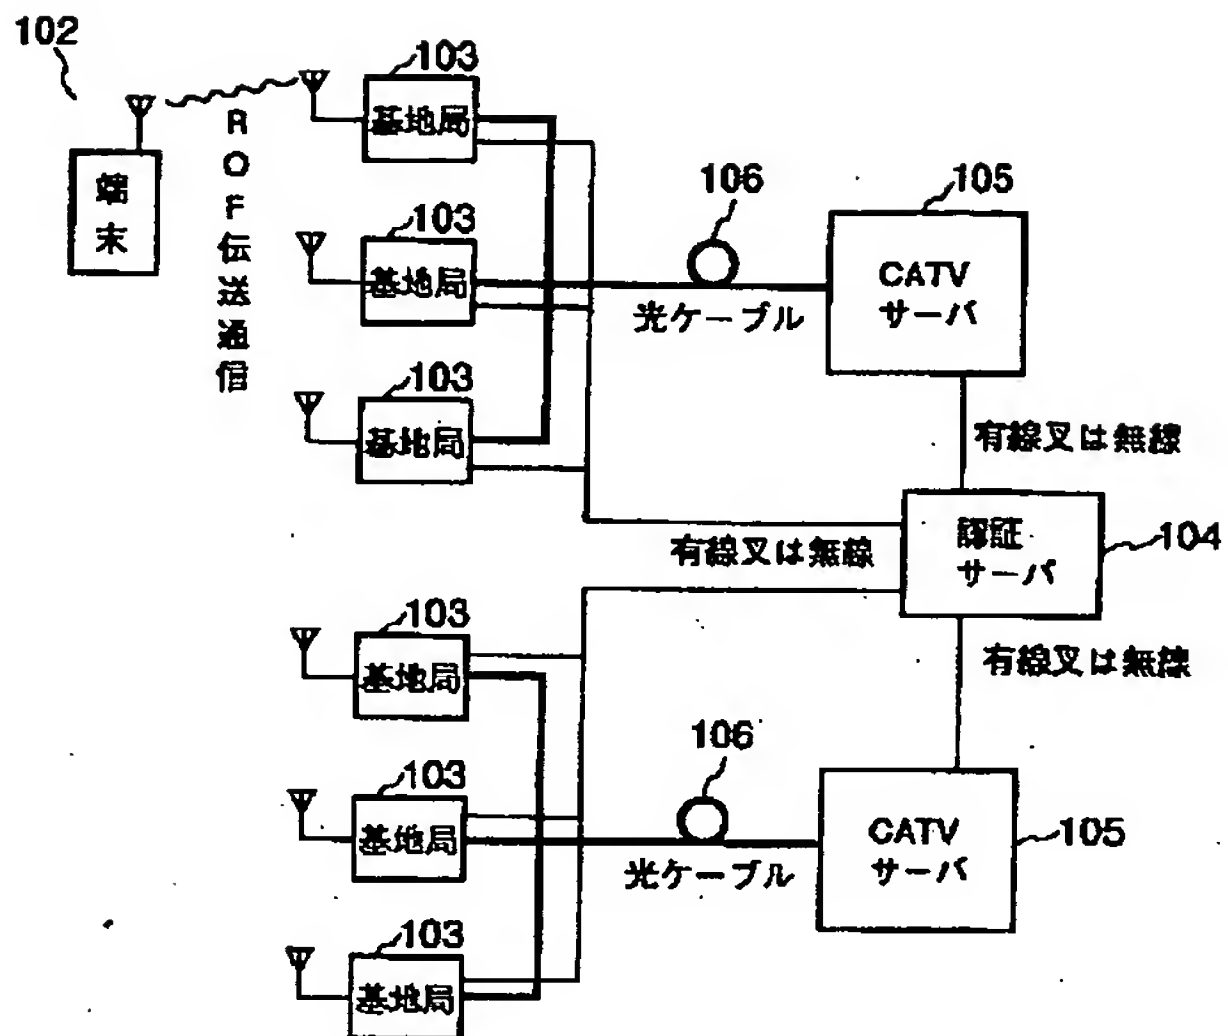 102
103
基地局
端末
ROF伝送通信
103
基地局
106
光ケーブル
105
CATV
サーバ
103
基地局
有線又は無線
有線又は無線
認証
サーバ
104
有線又は無線
103
基地局
103
基地局
106
光ケーブル
CATV
サーバ
105
103
基地局